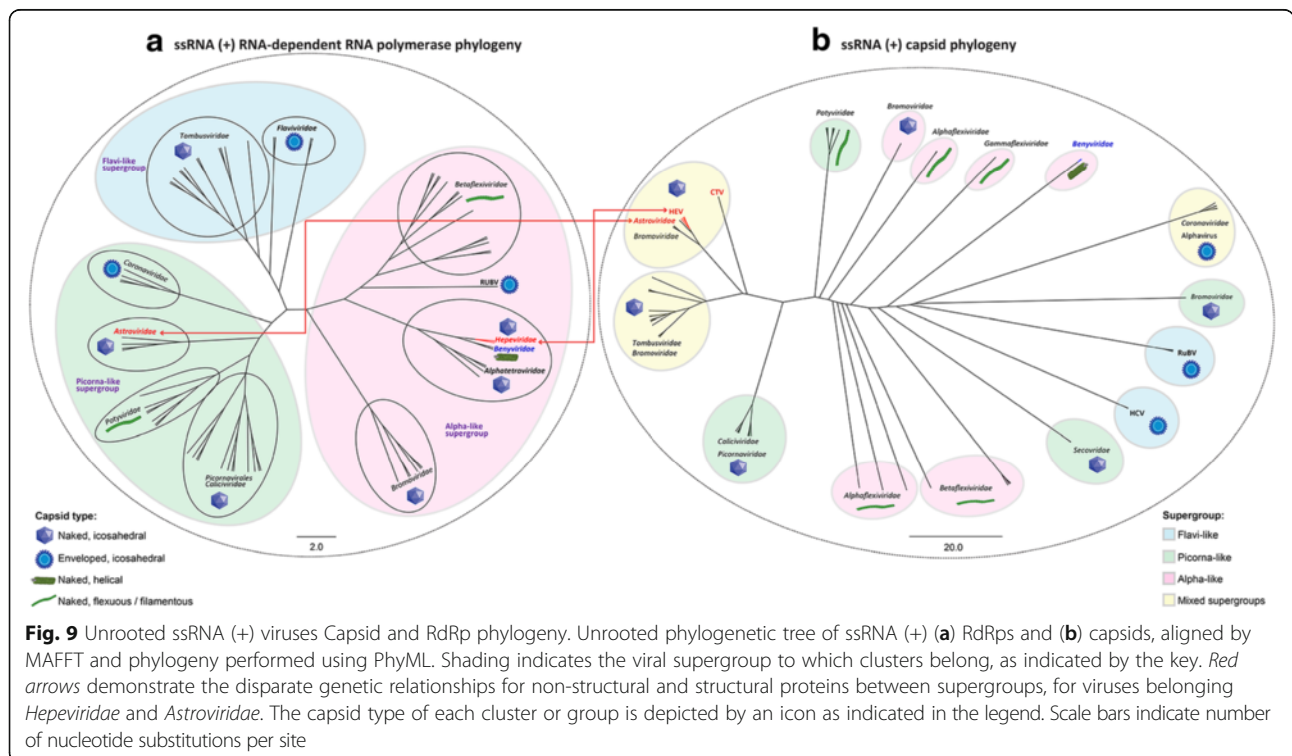 a ssRNA (+) RNA-dependent RNA polymerase phylogeny
Tombusviridae
Flaviviridae
Flavi-like
supergroup
Betaflexiviridae
Coronaviridae
RUBV
Astroviridae
Hepeviridae
Benyviridae
Alphatetroviridae
Picorna-like
supergroup
Potyviridae
Alpha-like
supergroup
Picornavirales
Caliciviridae
Bromoviridae
Capsid type:
Naked, icosahedral
Enveloped, icosahedral
Naked, helical
Naked, flexuous / filamentous
2.0
b ssRNA (+) capsid phylogeny
Potyviridae
Bromoviridae
Alphaflexiviridae
Gammaflexiviridae
Benyviridae
CTV
HEV
Astroviridae
Bromoviridae
Coronaviridae
Alphavirus
Bromoviridae
Tombusviridae
Bromoviridae
RuBV
HCV
Caliciviridae
Picornaviridae
Secoviridae
Alphaflexiviridae
Betaflexiviridae
20.0
Supergroup:
Flavi-like
Picorna-like
Alpha-like
Mixed supergroups
Fig. 9 Unrooted ssRNA (+) viruses Capsid and RdRp phylogeny. Unrooted phylogenetic tree of ssRNA (+) (a) RdRps and (b) capsids, aligned by
MAFFT and phylogeny performed using PhyML. Shading indicates the viral supergroup to which clusters belong, as indicated by the key. Red
arrows demonstrate the disparate genetic relationships for non-structural and structural proteins between supergroups, for viruses belonging
Hepeviridae and Astroviridae. The capsid type of each cluster or group is depicted by an icon as indicated in the legend. Scale bars indicate number
of nucleotide substitutions per site